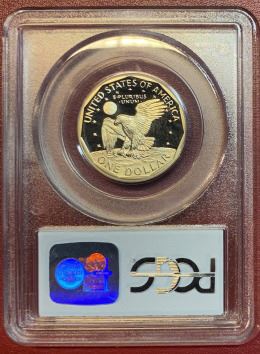 UNITED STATES OF AMERICA
E·PLURIBUS
UNUM
ONE DOLLAR
PCGS